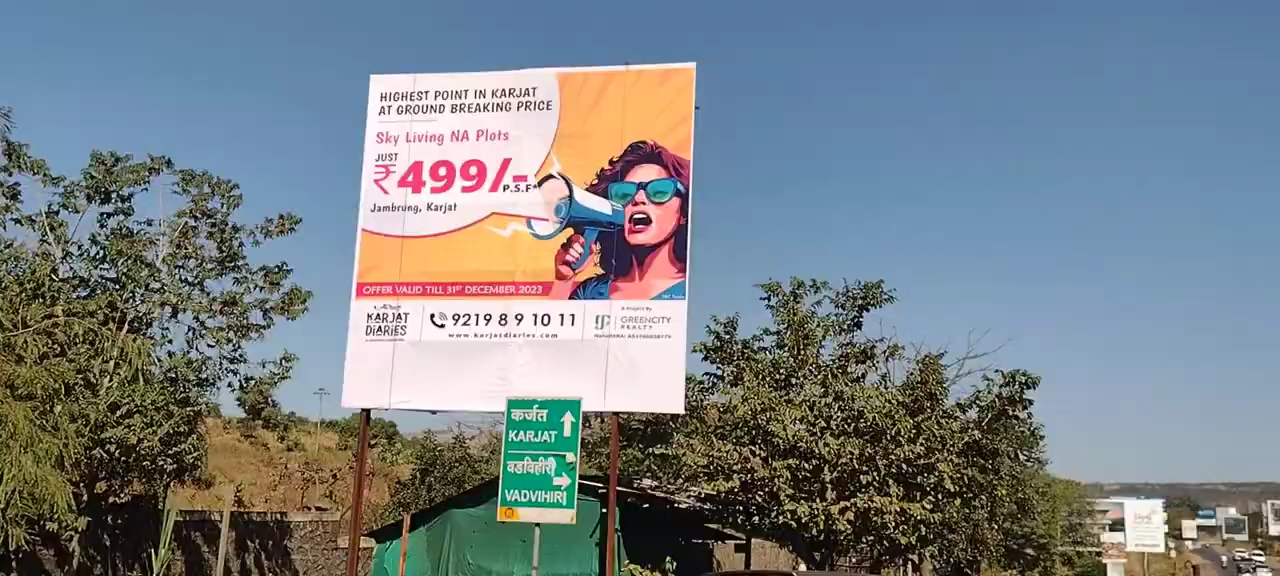 HIGHEST POINT IN KARJAT
AT GROUND BREAKING PRICE
Sky Living NA Plots
JUST
₹499/-
P.S.F*
Jambrung, Karjat
OFFER VALID TILL 31ST DECEMBER 2023
KARJAT
DiARiES
9219 8 9 10 11
www.karjatdiaries.com
A Project By
GREENCITY
REALTY
कर्जत
KARJAT
वडविहीरी
VADVIHIRI